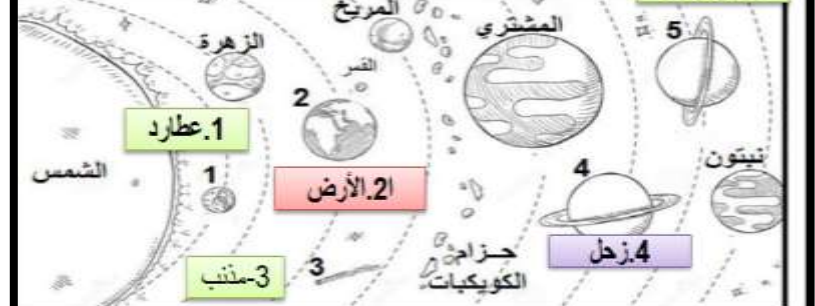 المريخ
المشتري
5
الزهرة
القمر
2
1.عطارد
نبتون
4
الشمس
1
ا2.الأرض
4.زحل
حـزام
الكويكبات
3
3-مذنب